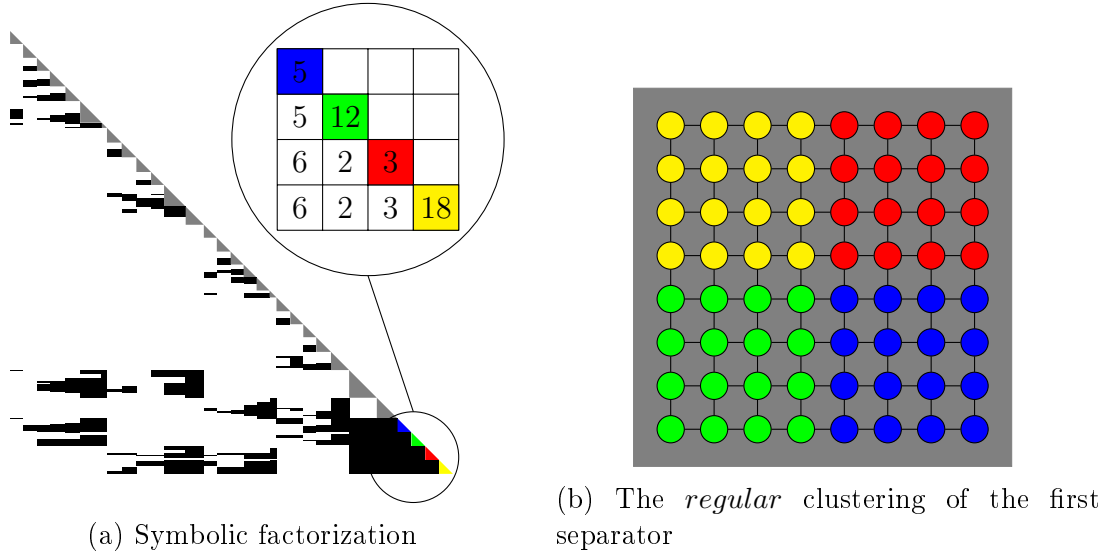 5
5 12
6 2 3
6 2 3 18
(a) Symbolic factorization
(b) The regular clustering of the first
separator